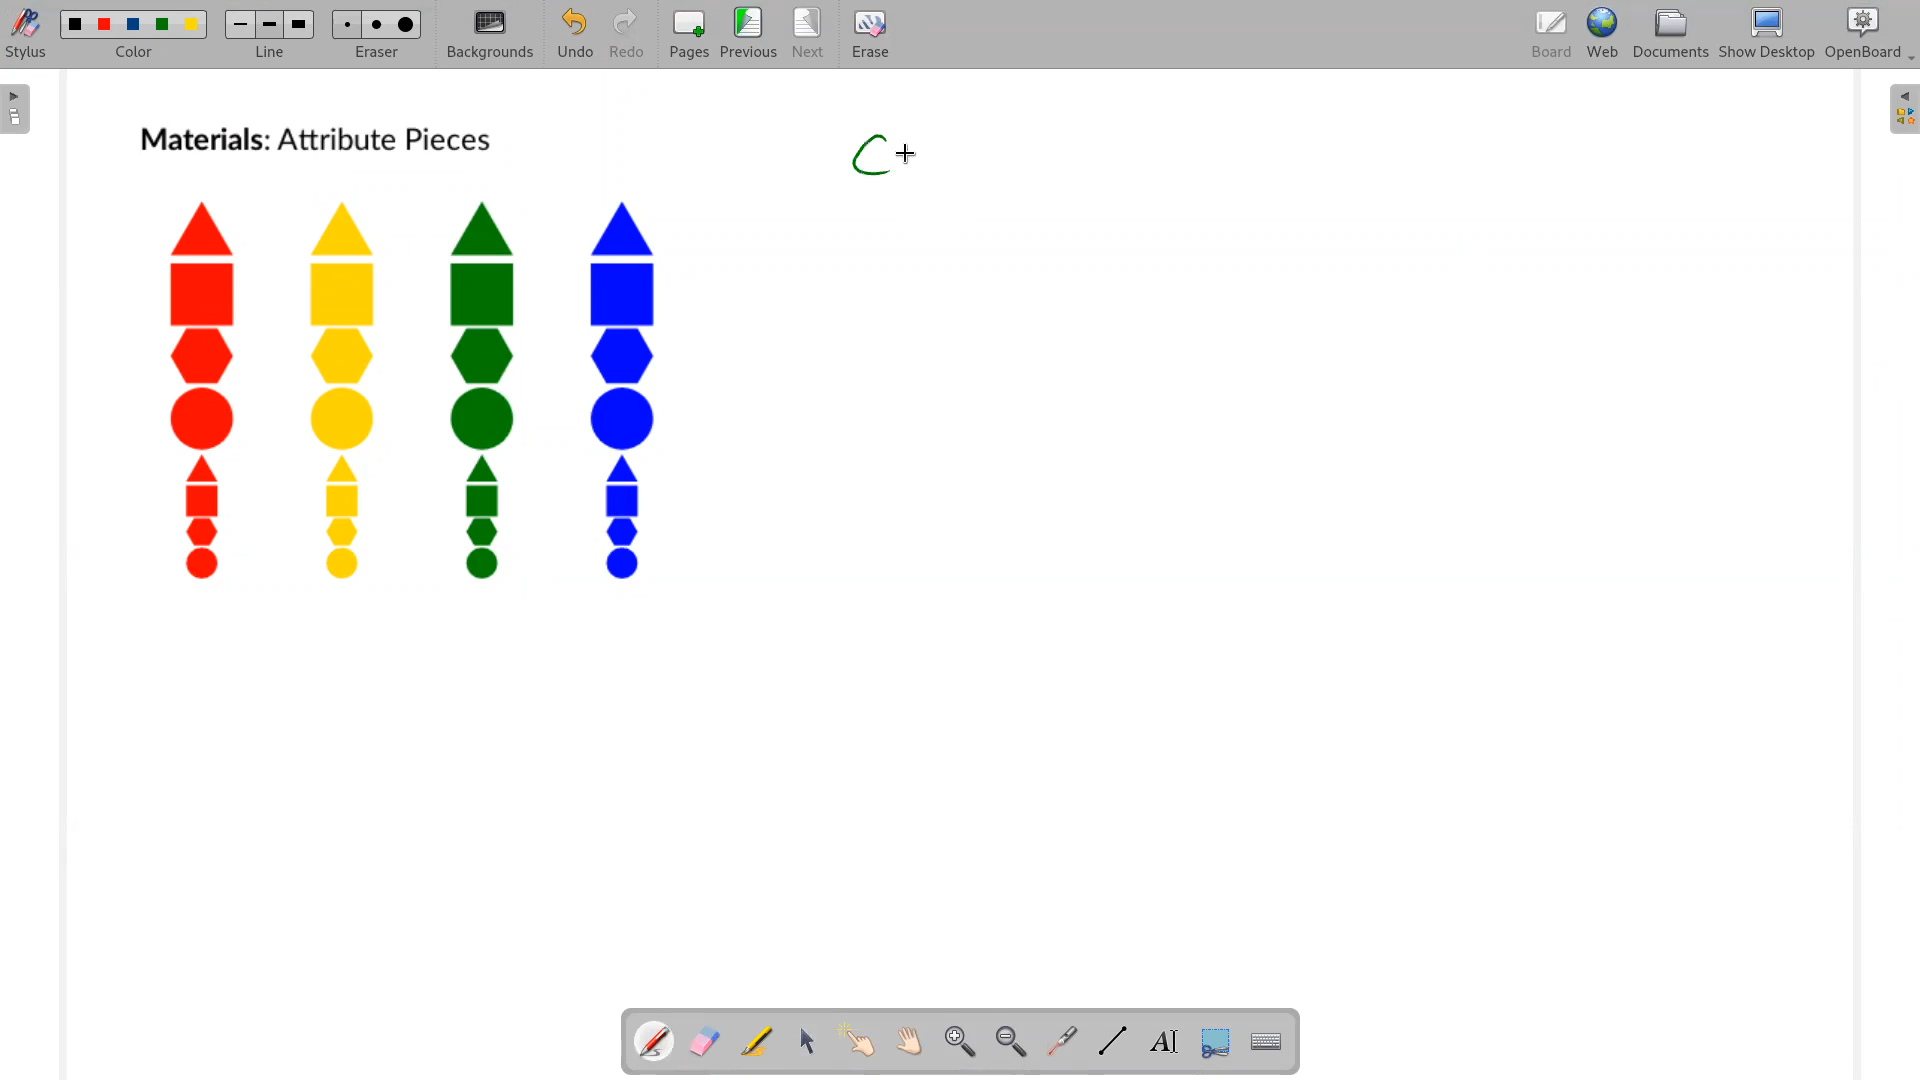 Stylus Color Line Eraser Backgrounds Undo Redo Pages Previous Next Erase Board Web Documents Show Desktop OpenBoard
Materials: Attribute Pieces
C
AI